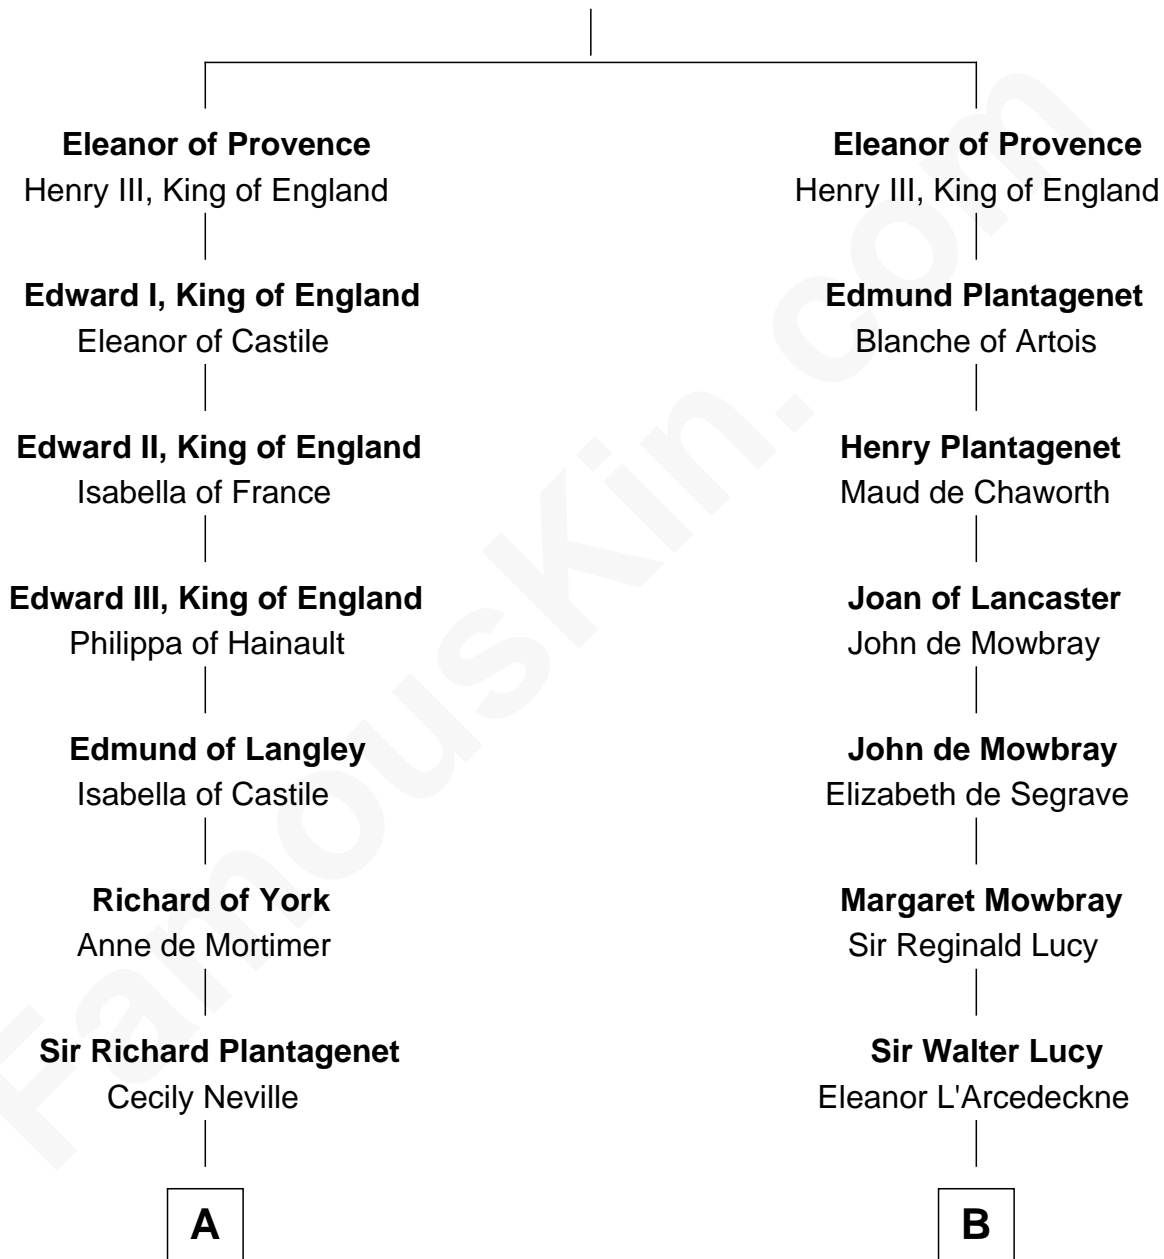 Eleanor of Provence
Henry III, King of England
Edward I, King of England
Eleanor of Castile
Edward II, King of England
Isabella of France
Edward III, King of England
Philippa of Hainault
Edmund of Langley
Isabella of Castile
Richard of York
Anne de Mortimer
Sir Richard Plantagenet
Cecily Neville
A
Eleanor of Provence
Henry III, King of England
Edmund Plantagenet
Blanche of Artois
Henry Plantagenet
Maud de Chaworth
Joan of Lancaster
John de Mowbray
John de Mowbray
Elizabeth de Segrave
Margaret Mowbray
Sir Reginald Lucy
Sir Walter Lucy
Eleanor L'Arcedeckne
B
FamousKin.com